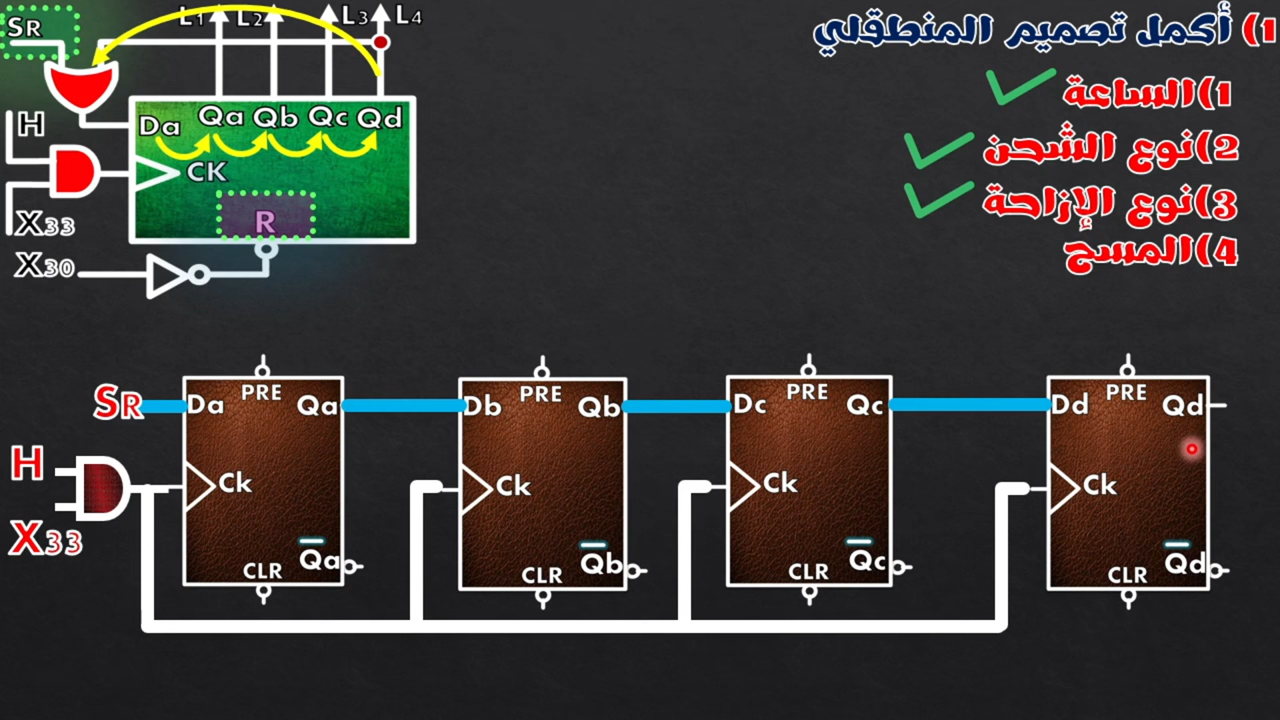 1) أكمل تصميم المنطقلي
1)الساعة
2)نوع الشحن
3)نوع الإزاحة
4)المسح
SR
L1 L2 L3 L4
H
Da Qa Qb Qc Qd
CK
X33
R
X30
PRE PRE PRE PRE
SR Da Qa Db Qb Dc Qc Dd Qd
H
Ck Ck Ck Ck
X33
Qa Qb Qc Qd
CLR CLR CLR CLR